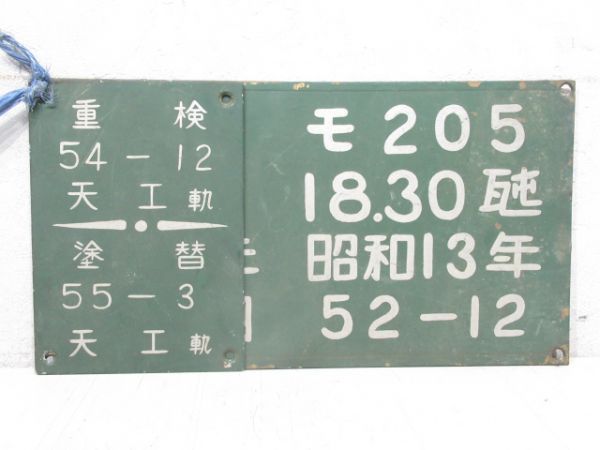 重 検
54-12
天 工 軌
塗 替
55-3
天 工 軌
モ 205
18.30 瓲
昭和13年
52-12